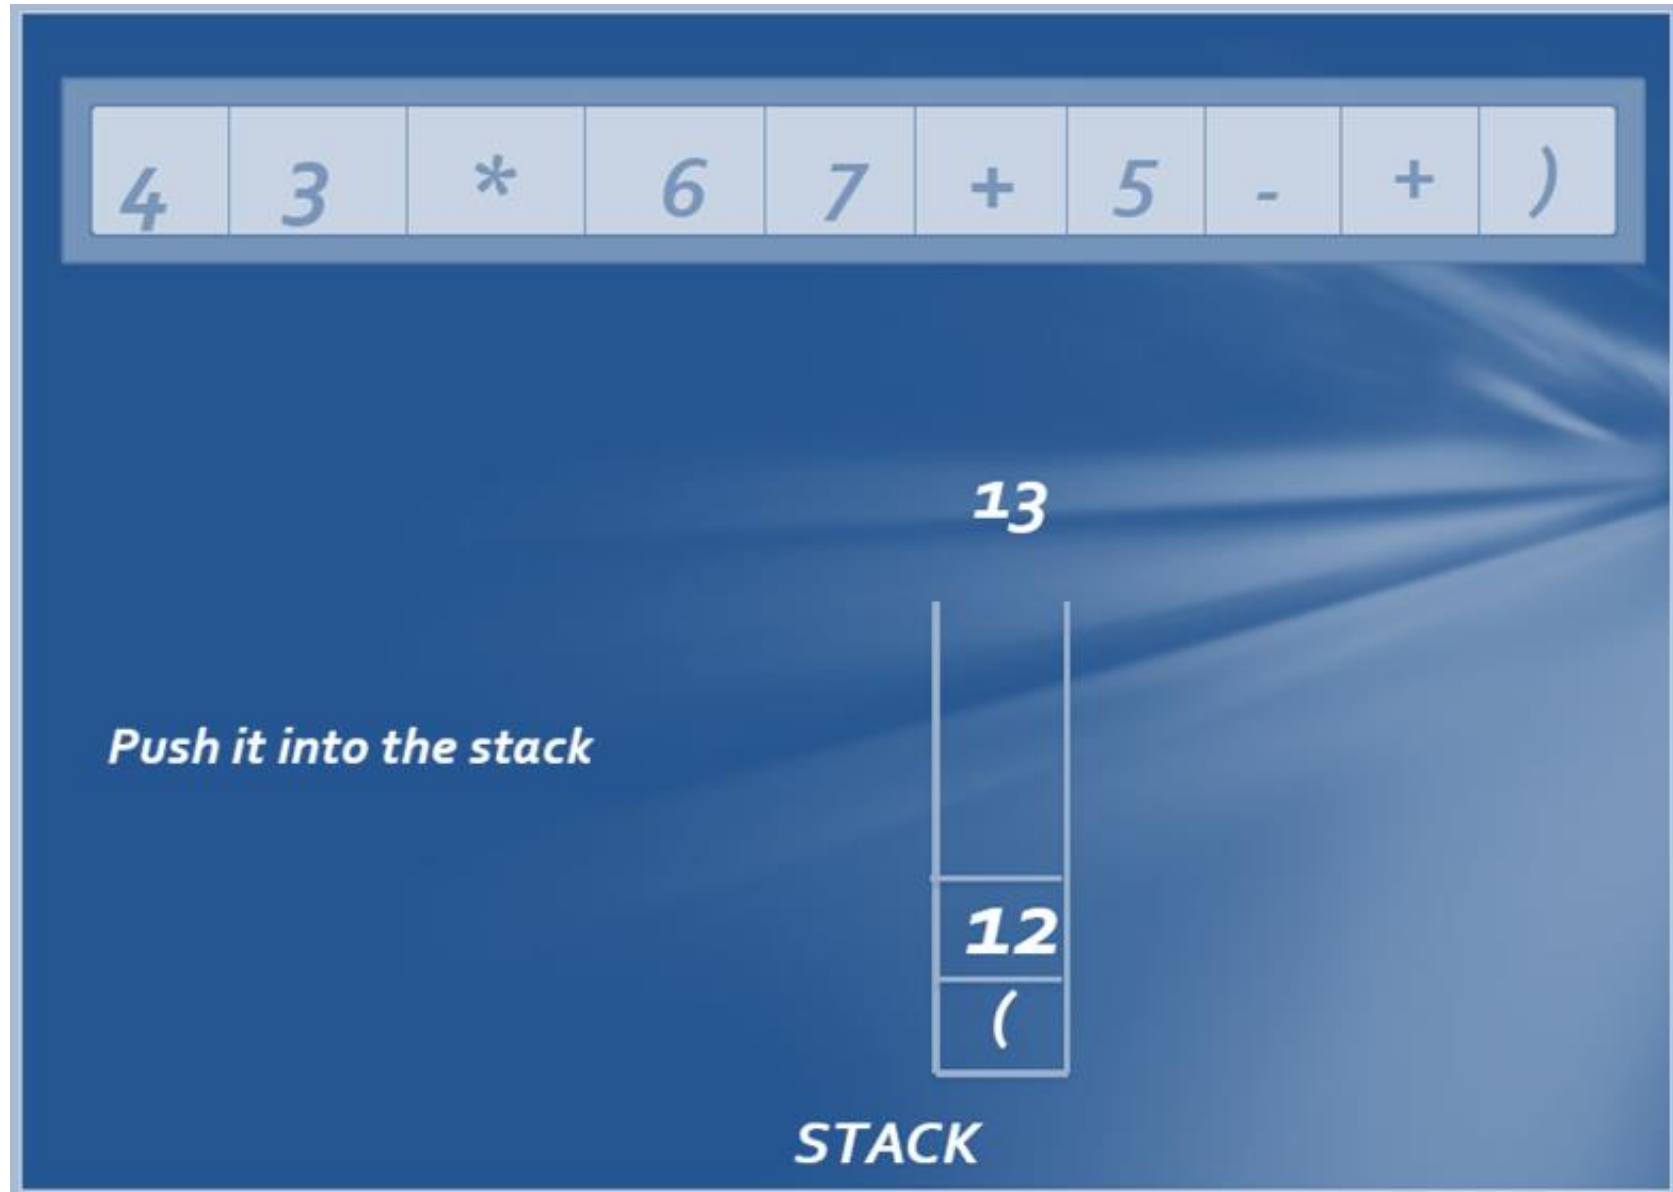 4 3 * 6 7 + 5 - + )
13
Push it into the stack
12
(
STACK